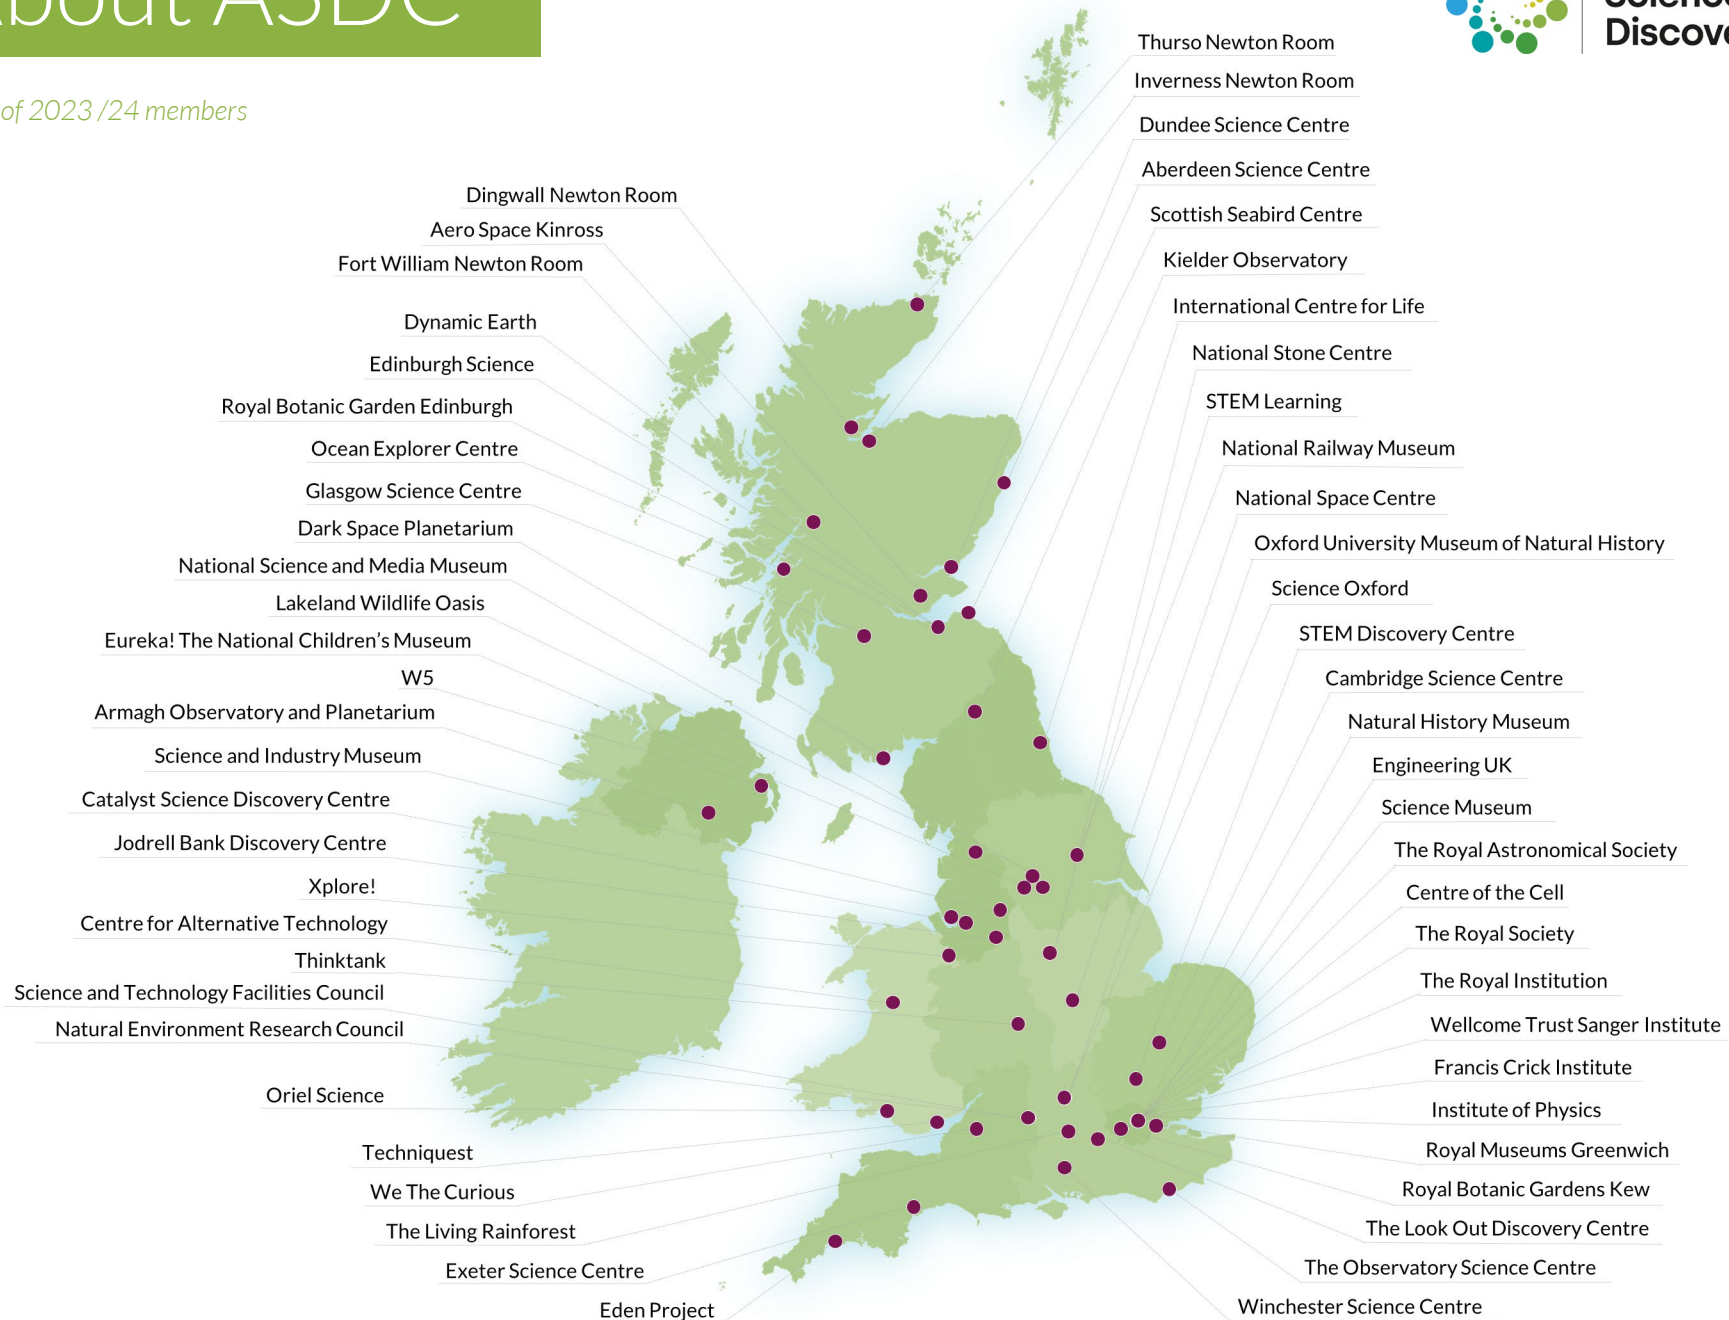 About ASDC
of 2023 /24 members
Discove
Thurso Newton Room
Inverness Newton Room
Dundee Science Centre
Aberdeen Science Centre
Scottish Seabird Centre
Kielder Observatory
International Centre for Life
National Stone Centre
STEM Learning
National Railway Museum
National Space Centre
Oxford University Museum of Natural History
Science Oxford
STEM Discovery Centre
Cambridge Science Centre
Natural History Museum
Engineering UK
Science Museum
The Royal Astronomical Society
Centre of the Cell
The Royal Society
The Royal Institution
Wellcome Trust Sanger Institute
Francis Crick Institute
Institute of Physics
Royal Museums Greenwich
Royal Botanic Gardens Kew
The Look Out Discovery Centre
The Observatory Science Centre
Winchester Science Centre
Dingwall Newton Room
Aero Space Kinross
Fort William Newton Room
Dynamic Earth
Edinburgh Science
Royal Botanic Garden Edinburgh
Ocean Explorer Centre
Glasgow Science Centre
Dark Space Planetarium
National Science and Media Museum
Lakeland Wildlife Oasis
Eureka! The National Children’s Museum
W5
Armagh Observatory and Planetarium
Science and Industry Museum
Catalyst Science Discovery Centre
Jodrell Bank Discovery Centre
Xplore!
Centre for Alternative Technology
Thinktank
Science and Technology Facilities Council
Natural Environment Research Council
Oriel Science
Techniquest
We The Curious
The Living Rainforest
Exeter Science Centre
Eden Project